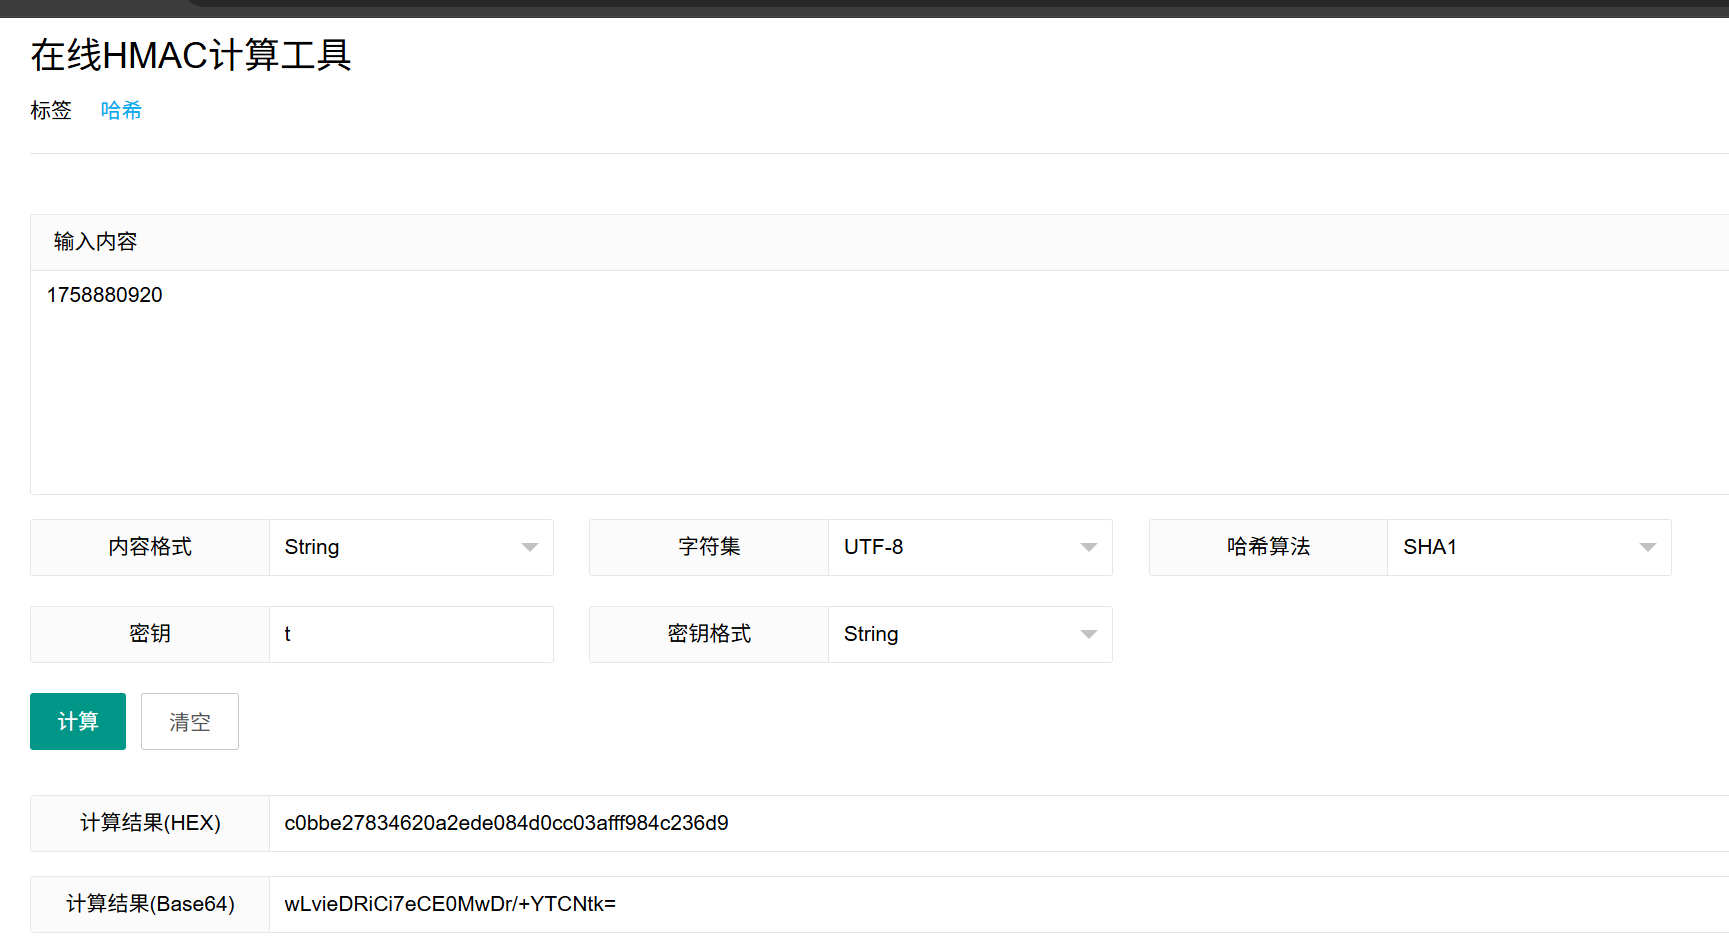 在线HMAC计算工具
标签 哈希
输入内容
1758880920
内容格式 String 字符集 UTF-8 哈希算法 SHA1
密钥 t 密钥格式 String
计算 清空
计算结果(HEX) c0bbe27834620a2ede084d0cc03afff984c236d9
计算结果(Base64) wLvieDRiCi7eCE0MwDr/+YTCNtk=